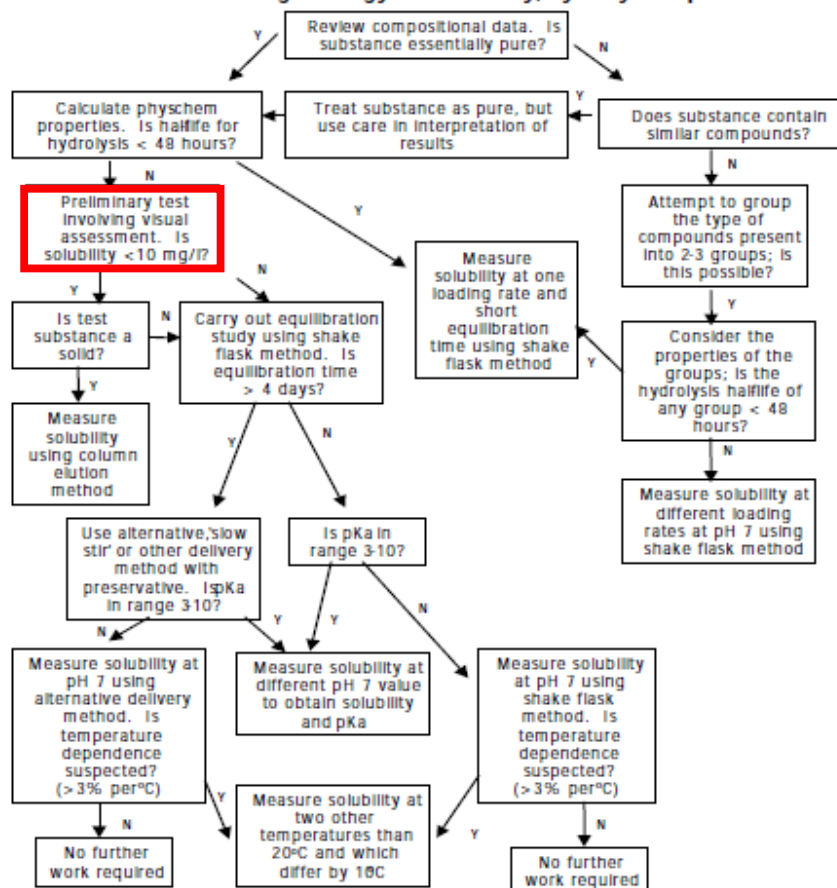 Review compositional data. Is
substance essentially pure?
Y
N
Calculate physchem
properties. Is halflife for
hydrolysis < 48 hours?
Treat substance as pure, but
use care in interpretation of
results
Y
Does substance contain
similar compounds?
N
Y
N
Preliminary test
involving visual
assessment. Is
solubility <10 mg/l?
Attempt to group
the type of
compounds present
into 2-3 groups; is
this possible?
Measure
solubility at one
loading rate and
short
equilibration
time using shake
flask method
Y
N
Y
Is test
substance a
solid?
N
Carry out equilibration
study using shake
flask method. Is
equilibration time
> 4 days?
Y
Consider the
properties of the
groups; is the
hydrolysis halflife of
any group < 48
hours?
Y
Measure
solubility
using column
elution
method
Y
N
N
Measure solubility at
different loading
rates at pH 7 using
shake flask method
Use alternative,'slow
stir' or other delivery
method with
preservative. IspKa
in range 3-10?
Is pKa in
range 3-10?
N
Y
Y
N
Measure solubility at
pH 7 using
alternative delivery
method. Is
temperature
dependence
suspected?
(>3% perºC)
Measure solubility at
different pH 7 value
to obtain solubility
and pKa
Measure solubility
at pH 7 using
shake flask
method. Is
temperature
dependence
suspected?
(>3% perºC)
Y
Measure solubility at
two other
temperatures than
20ºC and which
differ by 10ºC
Y
N
No further
work required
N
No further
work required